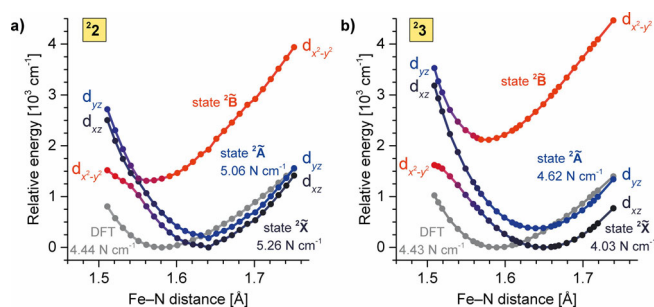 a)
²2
Relative energy [10³ cm⁻¹]
4
3
2
1
0
d_x²-y²
d_yz
d_xz
state ²B̃
d_x²-y²
state ²Ã
5.06 N cm⁻¹
d_yz
d_xz
DFT
4.44 N cm⁻¹
state ²X̃
5.26 N cm⁻¹
1.5
1.6
1.7
Fe–N distance [Å]
b)
²3
Relative energy [10³ cm⁻¹]
4
3
2
1
0
d_x²-y²
d_yz
d_xz
state ²B̃
d_x²-y²
state ²Ã
4.62 N cm⁻¹
d_yz
d_xz
DFT
4.43 N cm⁻¹
state ²X̃
4.03 N cm⁻¹
1.5
1.6
1.7
Fe–N distance [Å]